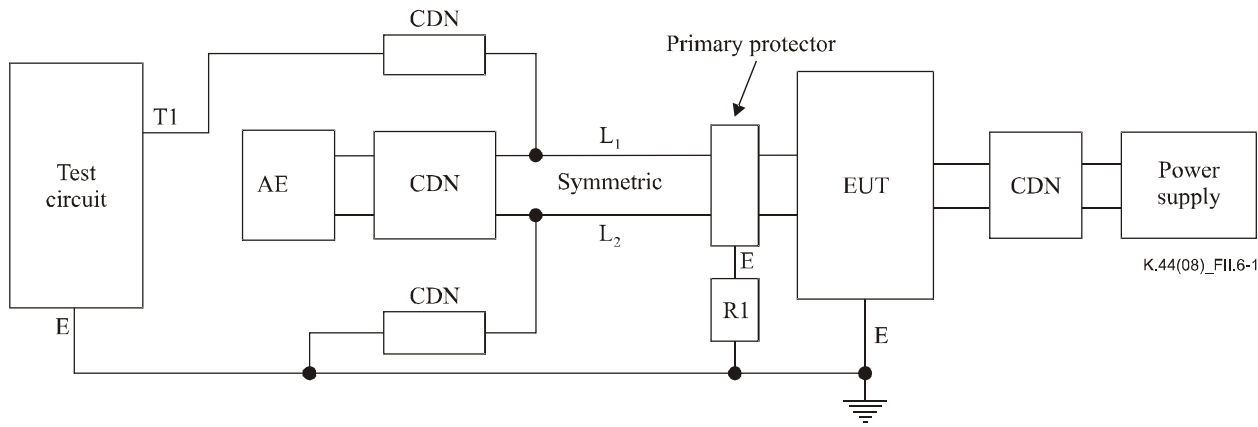 CDN
Primary protector
T1
L1
Test
circuit
AE
CDN
Symmetric
EUT
CDN
Power
supply
L2
E
K.44(08)_FII.6-1
CDN
R1
E
E